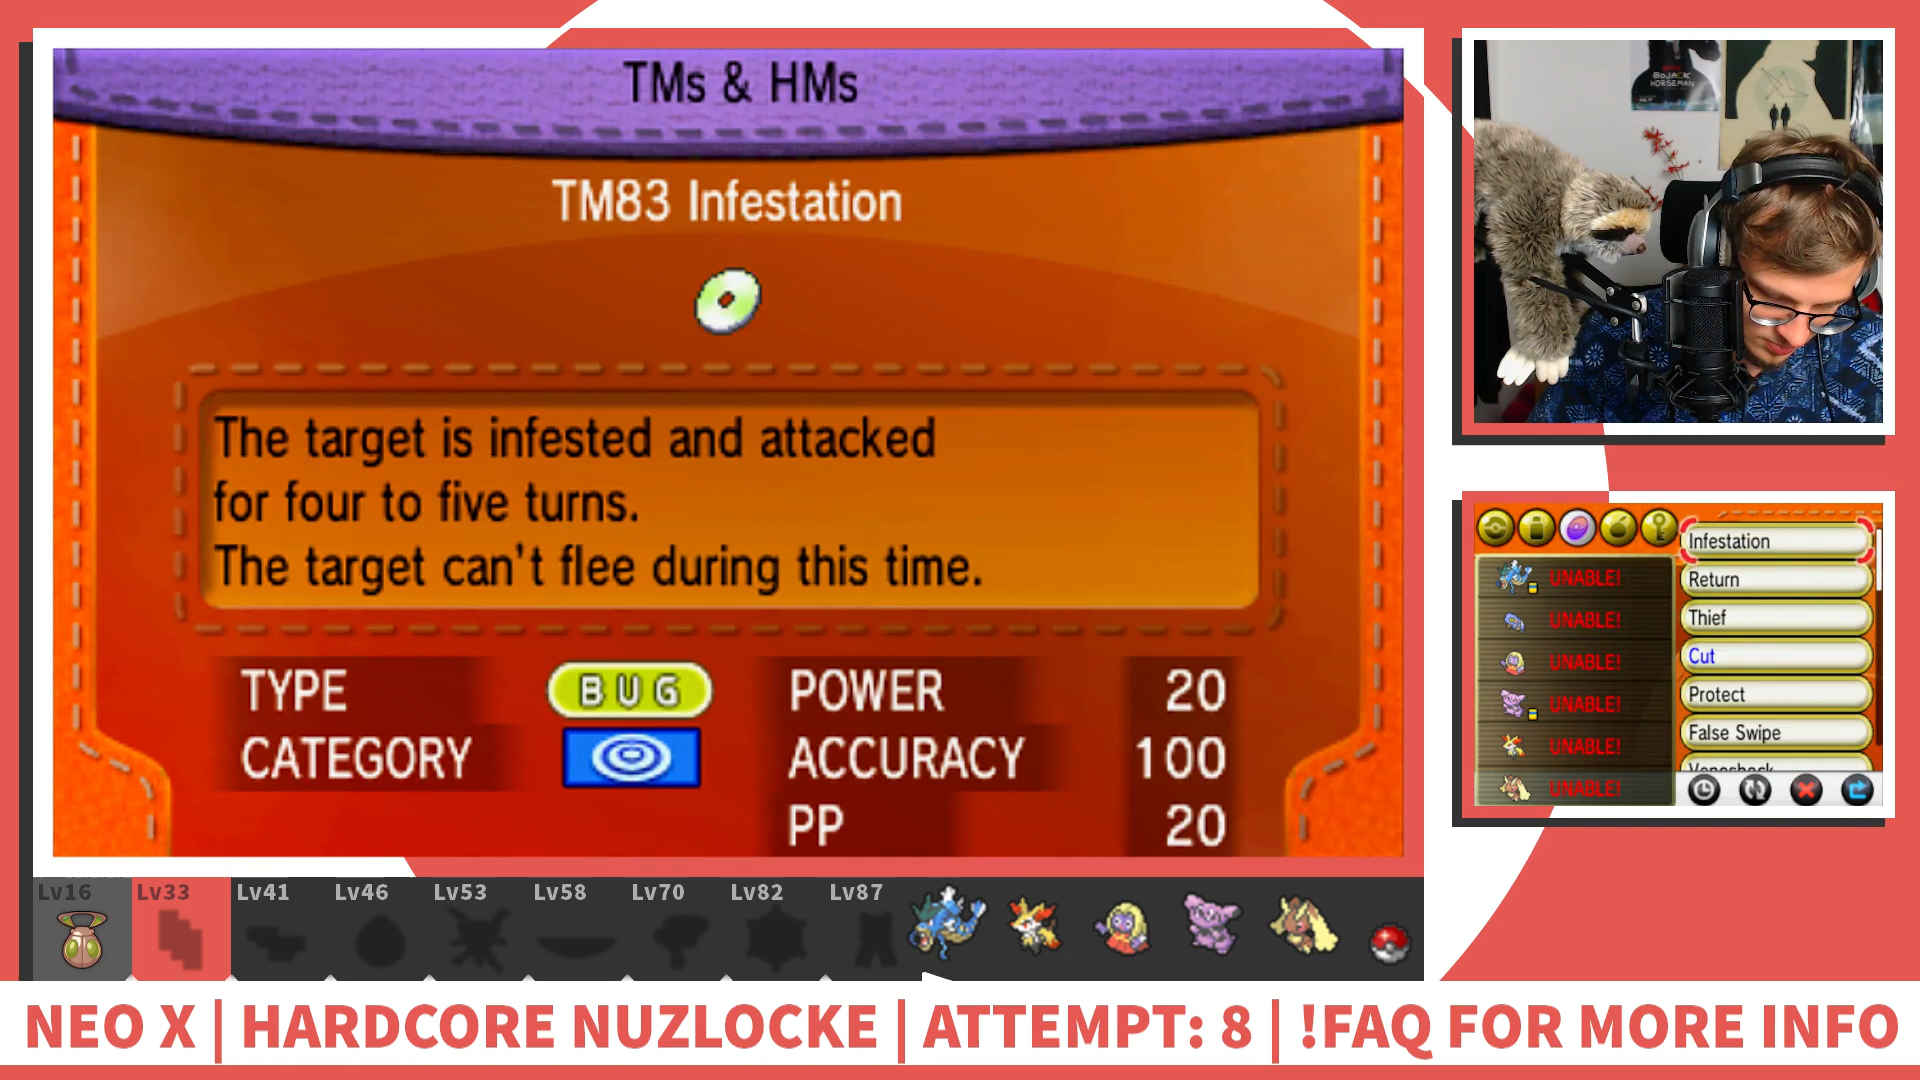 TMs & HMs
TM83 Infestation
The target is infested and attacked
for four to five turns.
The target can't flee during this time.
TYPE
BUG
POWER
20
CATEGORY
ACCURACY
100
PP
20
BoJACK
HORSEMAN
UNABLE!
UNABLE!
UNABLE!
UNABLE!
UNABLE!
UNABLE!
Infestation
Return
Thief
Cut
Protect
False Swipe
Venoshock
Lv16
Lv33
Lv41
Lv46
Lv53
Lv58
Lv70
Lv82
Lv87
NEO X | HARDCORE NUZLOCKE | ATTEMPT: 8 | !FAQ FOR MORE INFO